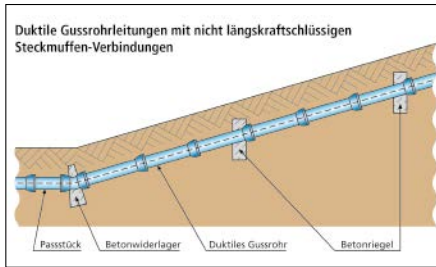 Duktile Gussrohrleitungen mit nicht längskraftschlüssigen
Steckmuffen-Verbindungen
Passstück
Betonwiderlager
Duktiles Gussrohr
Betonriegel